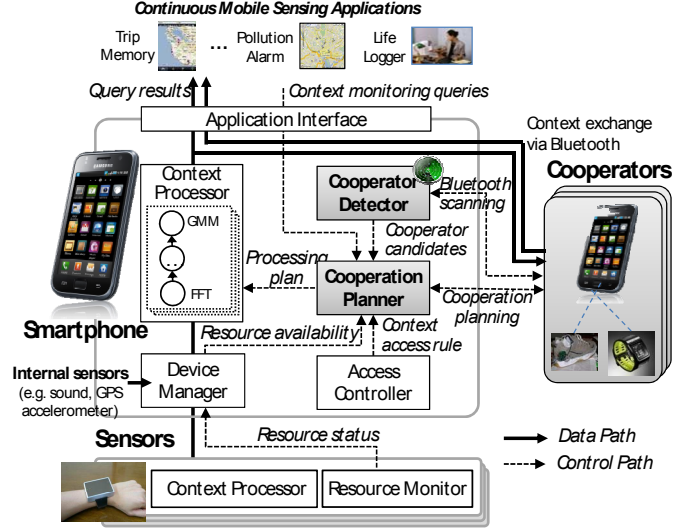 Continuous Mobile Sensing Applications
Trip
Memory
...
Pollution
Alarm
Life
Logger
Query results
Context monitoring queries
Application Interface
Context exchange
via Bluetooth
Cooperators
Context
Processor
GMM
..
FFT
Cooperator
Detector
Bluetooth
scanning
Cooperator
candidates
Processing
plan
Cooperation
Planner
Cooperation
planning
Smartphone
Resource availability
Context
access rule
Internal sensors
(e.g. sound, GPS
accelerometer)
Device
Manager
Access
Controller
Sensors
Resource status
Data Path
Control Path
Context Processor
Resource Monitor